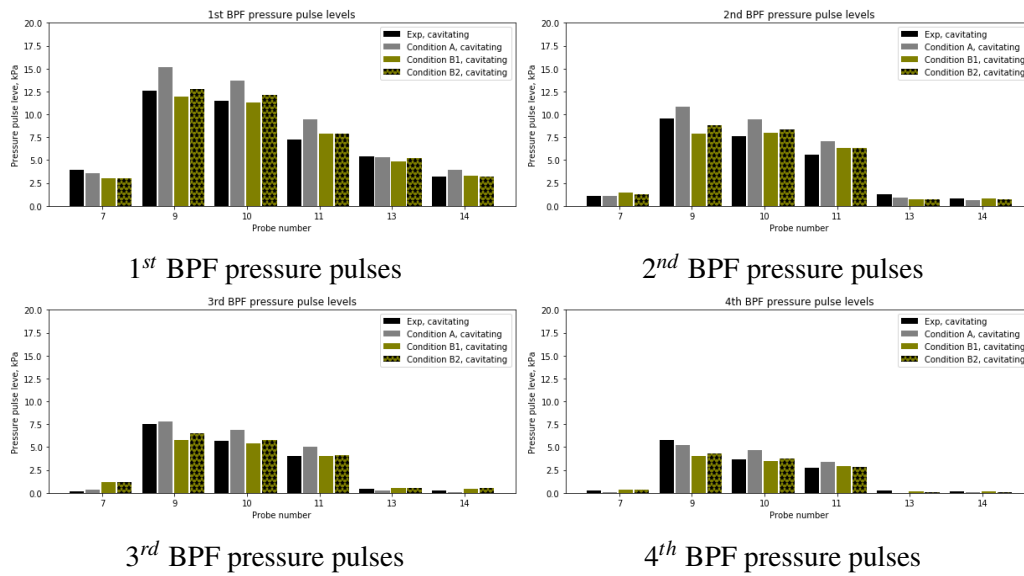 1st BPF pressure pulse levels
Pressure pulse leve, kPa
20.0
17.5
15.0
12.5
10.0
7.5
5.0
2.5
0.0
Exp, cavitating
Condition A, cavitating
Condition B1, cavitating
Condition B2, cavitating
7 9 10 11 13 14
Probe number
1st BPF pressure pulses
2nd BPF pressure pulse levels
Pressure pulse leve, kPa
20.0
17.5
15.0
12.5
10.0
7.5
5.0
2.5
0.0
Exp, cavitating
Condition A, cavitating
Condition B1, cavitating
Condition B2, cavitating
7 9 10 11 13 14
Probe number
2nd BPF pressure pulses
3rd BPF pressure pulse levels
Pressure pulse leve, kPa
20.0
17.5
15.0
12.5
10.0
7.5
5.0
2.5
0.0
Exp, cavitating
Condition A, cavitating
Condition B1, cavitating
Condition B2, cavitating
7 9 10 11 13 14
Probe number
3rd BPF pressure pulses
4th BPF pressure pulse levels
Pressure pulse leve, kPa
20.0
17.5
15.0
12.5
10.0
7.5
5.0
2.5
0.0
Exp, cavitating
Condition A, cavitating
Condition B1, cavitating
Condition B2, cavitating
7 9 10 11 13 14
Probe number
4th BPF pressure pulses